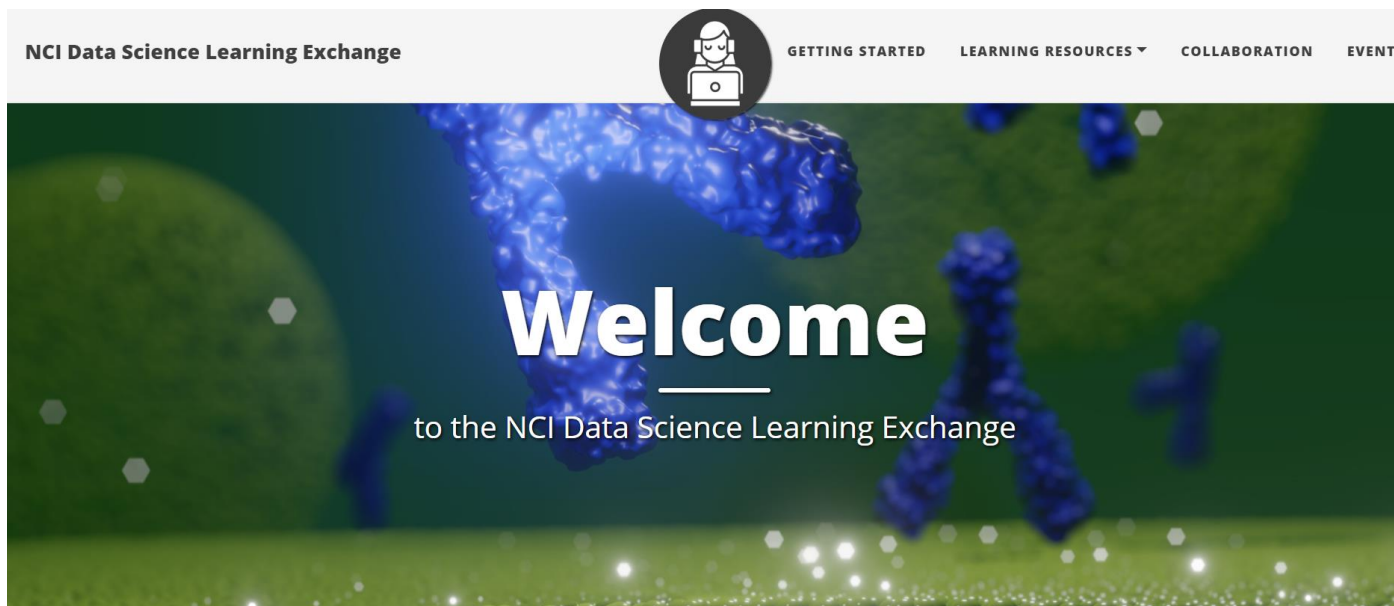 NCI Data Science Learning Exchange
GETTING STARTED LEARNING RESOURCES COLLABORATION EVENT
Welcome
to the NCI Data Science Learning Exchange